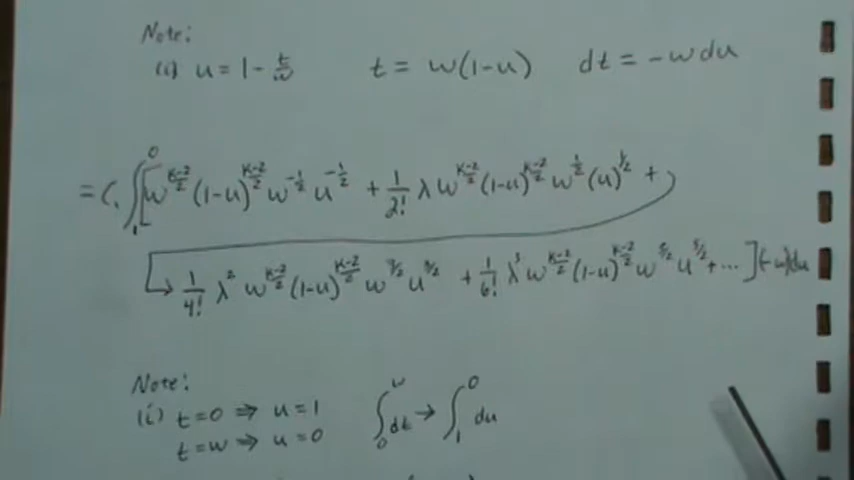 Note:
(i) u = 1 - t/w t = w(1-u) dt = -w du
= C₁ ∫₁⁰ [w^((k-2)/2) (1-u)^((k-2)/2) w^(-1/2) u^(-1/2) + 1/2! λ w^((k-2)/2) (1-u)^((k-2)/2) w^(1/2) (u)^(1/2) +
→ 1/4! λ² w^((k-2)/2) (1-u)^((k-2)/2) w^(3/2) u^(3/2) + 1/6! λ³ w^((k-2)/2) (1-u)^((k-2)/2) w^(5/2) u^(5/2) + ... ](-w)du
Note:
(i) t=0 ⇒ u=1 ∫₀^w dt → ∫₁⁰ du
t=w ⇒ u=0